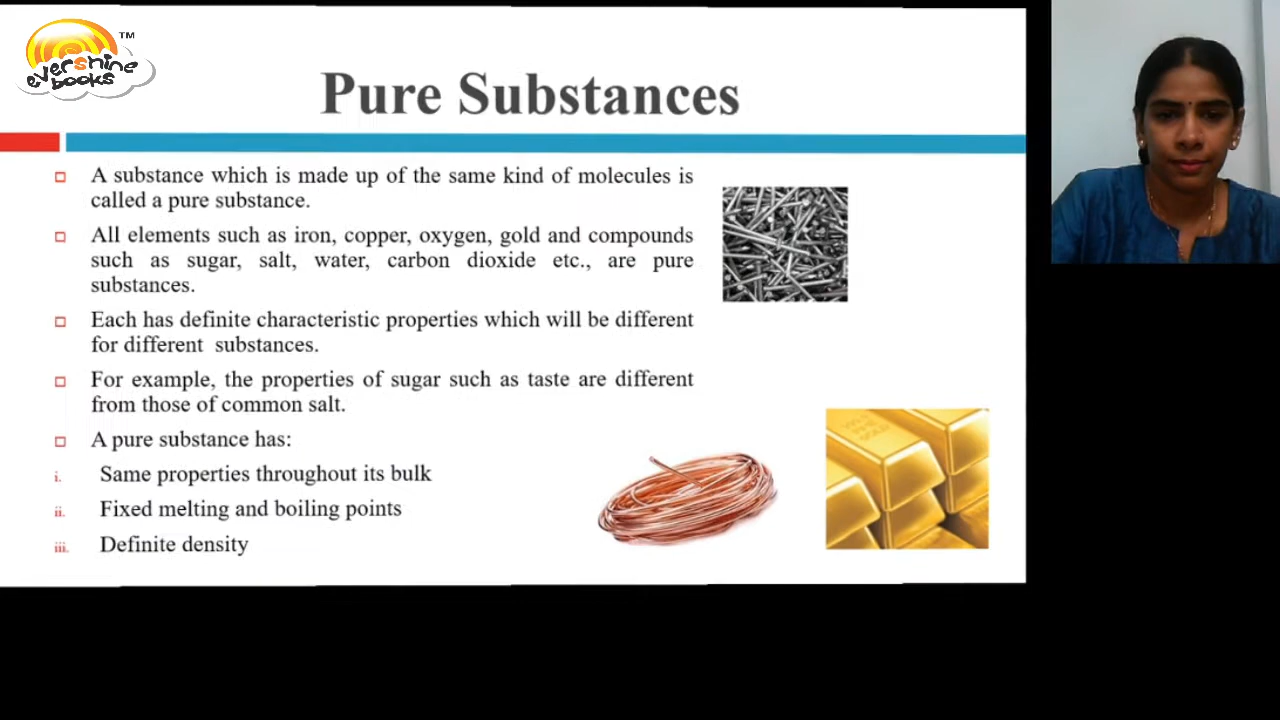 evershine
books
TM
Pure Substances
A substance which is made up of the same kind of molecules is
called a pure substance.
All elements such as iron, copper, oxygen, gold and compounds
such as sugar, salt, water, carbon dioxide etc., are pure
substances.
Each has definite characteristic properties which will be different
for different substances.
For example, the properties of sugar such as taste are different
from those of common salt.
A pure substance has:
i. Same properties throughout its bulk
ii. Fixed melting and boiling points
iii. Definite density